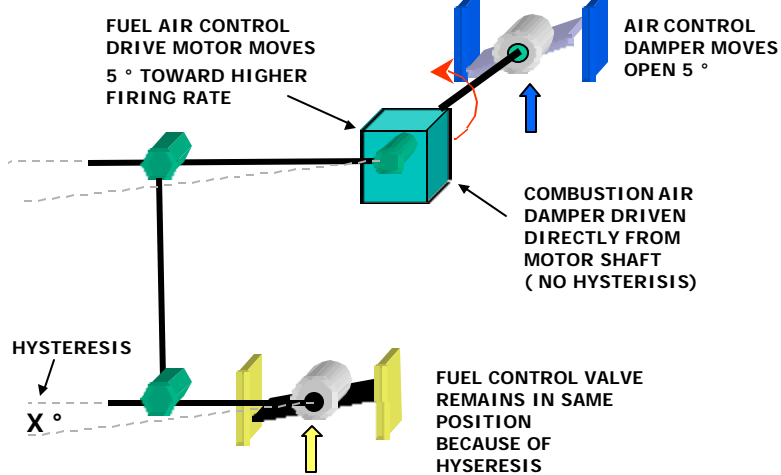 FUEL AIR CONTROL
DRIVE MOTOR MOVES
5 ° TOWARD HIGHER
FIRING RATE
AIR CONTROL
DAMPER MOVES
OPEN 5 °
COMBUSTION AIR
DAMPER DRIVEN
DIRECTLY FROM
MOTOR SHAFT
( NO HYSTERISIS)
HYSTERESIS
X °
FUEL CONTROL VALVE
REMAINS IN SAME
POSITION
BECAUSE OF
HYSERESIS